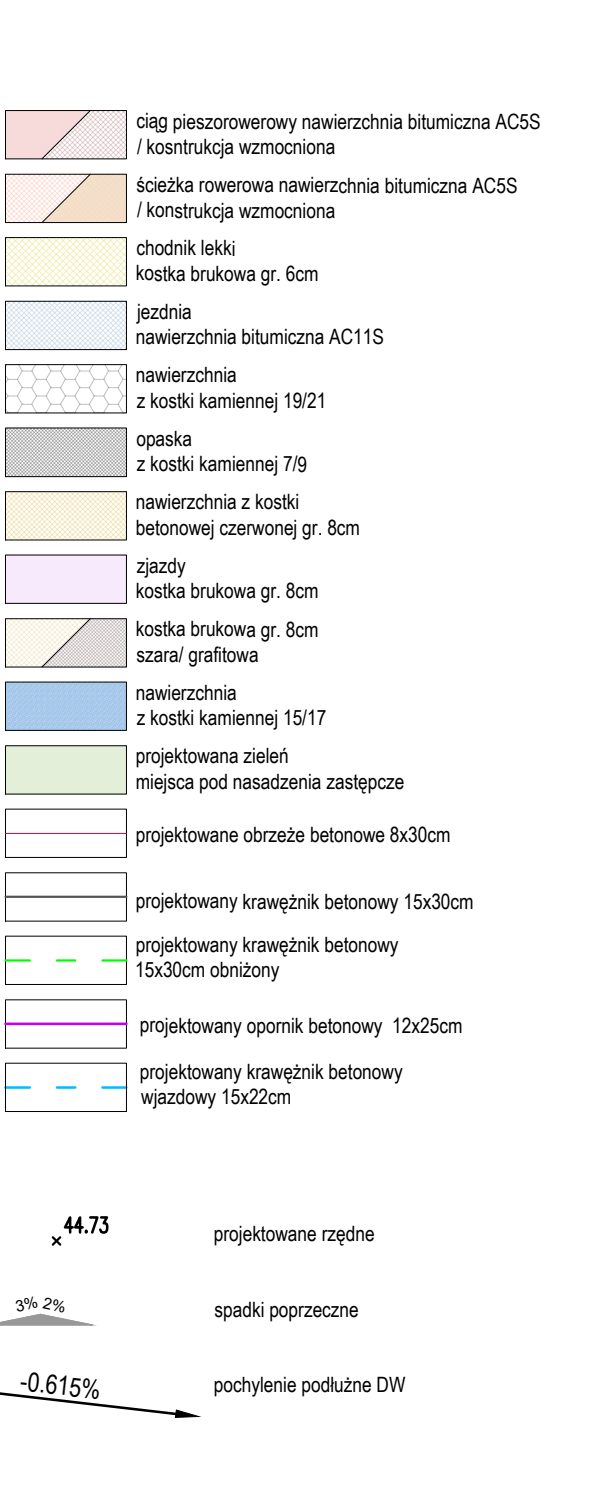 ciąg pieszorowerowy nawierzchnia bitumiczna AC5S
/ kosntrukcja wzmocniona
ścieżka rowerowa nawierzchnia bitumiczna AC5S
/ konstrukcja wzmocniona
chodnik lekki
kostka brukowa gr. 6cm
jezdnia
nawierzchnia bitumiczna AC11S
nawierzchnia
z kostki kamiennej 19/21
opaska
z kostki kamiennej 7/9
nawierzchnia z kostki
betonowej czerwonej gr. 8cm
zjazdy
kostka brukowa gr. 8cm
kostka brukowa gr. 8cm
szara/ grafitowa
nawierzchnia
z kostki kamiennej 15/17
projektowana zieleń
miejsca pod nasadzenia zastępcze
projektowane obrzeże betonowe 8x30cm
projektowany krawężnik betonowy 15x30cm
projektowany krawężnik betonowy
15x30cm obniżony
projektowany opornik betonowy 12x25cm
projektowany krawężnik betonowy
wjazdowy 15x22cm
44.73 projektowane rzędne
3% 2% spadki poprzeczne
-0.615% pochylenie podłużne DW